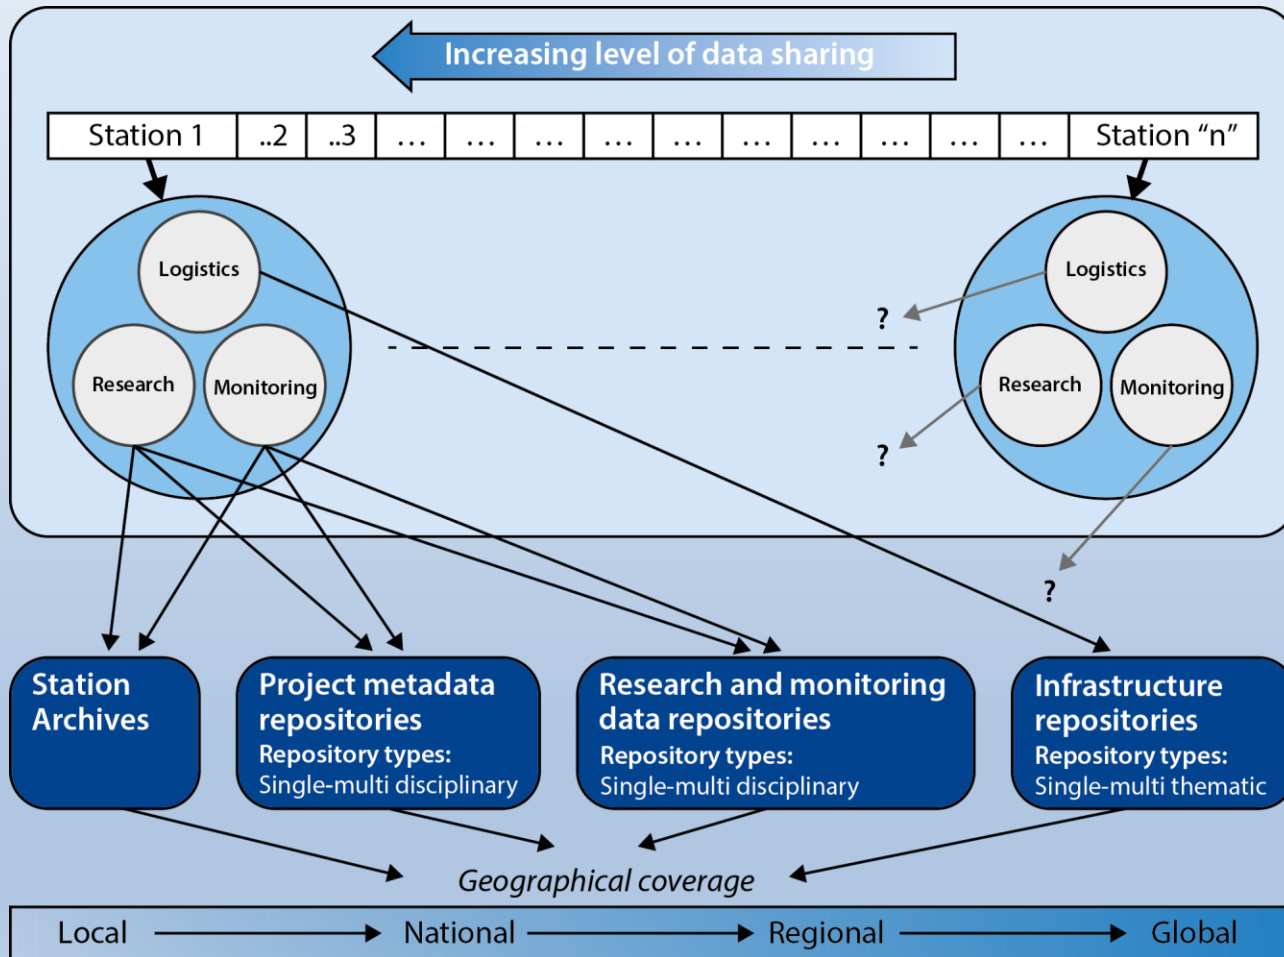 Increasing level of data sharing
Station 1 ..2 ..3 ... ... ... ... ... ... ... ... ... ... Station “n”
Logistics
Research
Monitoring
Logistics
Research
Monitoring
?
?
?
Station
Archives
Project metadata
repositories
Repository types:
Single-multi disciplinary
Research and monitoring
data repositories
Repository types:
Single-multi disciplinary
Infrastructure
repositories
Repository types:
Single-multi thematic
Geographical coverage
Local National Regional Global